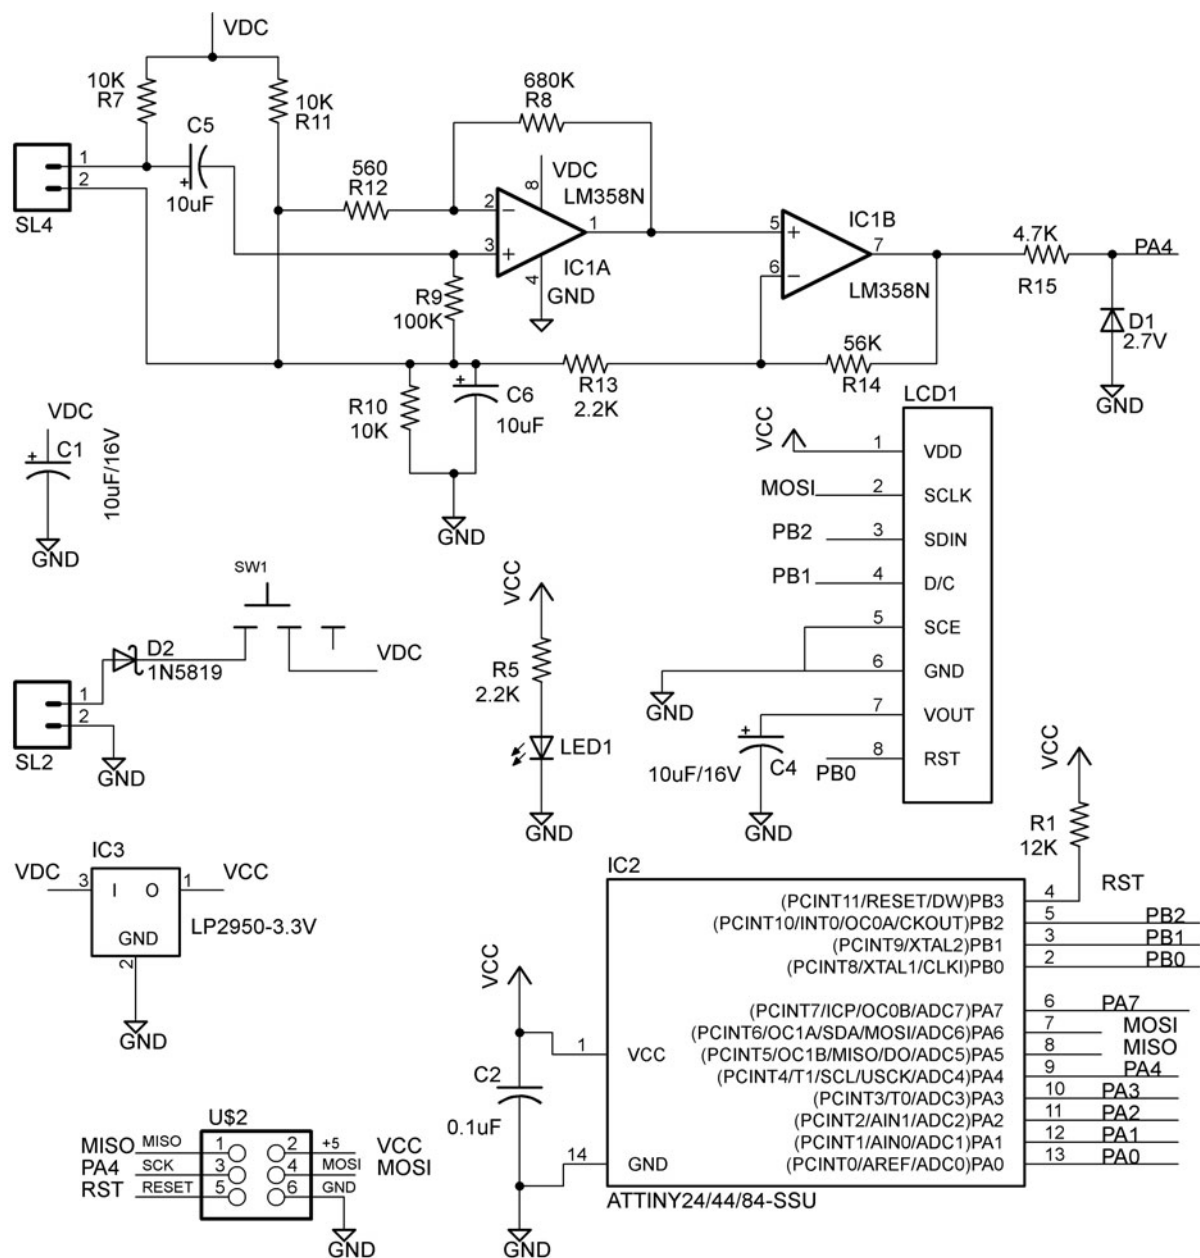 VDC
10K
R7
10K
R11
C5
10uF
1
2
SL4
560
R12
680K
R8
VDC
8
LM358N
2
3
1
IC1A
4
GND
R9
100K
5
6
7
IC1B
LM358N
4.7K
R15
PA4
D1
2.7V
GND
56K
R14
R13
2.2K
R10
10K
C6
10uF
GND
VDC
C1
10uF/16V
GND
LCD1
VCC
1 VDD
MOSI 2 SCLK
PB2 3 SDIN
PB1 4 D/C
5 SCE
6 GND
GND
7 VOUT
10uF/16V
C4
PB0 8 RST
GND
SW1
D2
1N5819
VDC
1
2
SL2
GND
VCC
R5
2.2K
LED1
GND
VCC
R1
12K
IC3
VDC 3 I O 1 VCC
GND
LP2950-3.3V
2
GND
IC2
(PCINT11/RESET/DW)PB3 4 RST
(PCINT10/INT0/OC0A/CKOUT)PB2 5 PB2
(PCINT9/XTAL2)PB1 3 PB1
(PCINT8/XTAL1/CLKI)PB0 2 PB0
(PCINT7/ICP/OC0B/ADC7)PA7 6 PA7
(PCINT6/OC1A/SDA/MOSI/ADC6)PA6 7 MOSI
(PCINT5/OC1B/MISO/DO/ADC5)PA5 8 MISO
(PCINT4/T1/SCL/USCK/ADC4)PA4 9 PA4
(PCINT3/T0/ADC3)PA3 10 PA3
(PCINT2/AIN1/ADC2)PA2 11 PA2
(PCINT1/AIN0/ADC1)PA1 12 PA1
(PCINT0/AREF/ADC0)PA0 13 PA0
VCC
1 VCC
C2
0.1uF
14 GND
ATTINY24/44/84-SSU
GND
U$2
MISO MISO 1 2 +5 VCC
PA4 SCK 3 4 MOSI MOSI
RST RESET 5 6 GND
GND